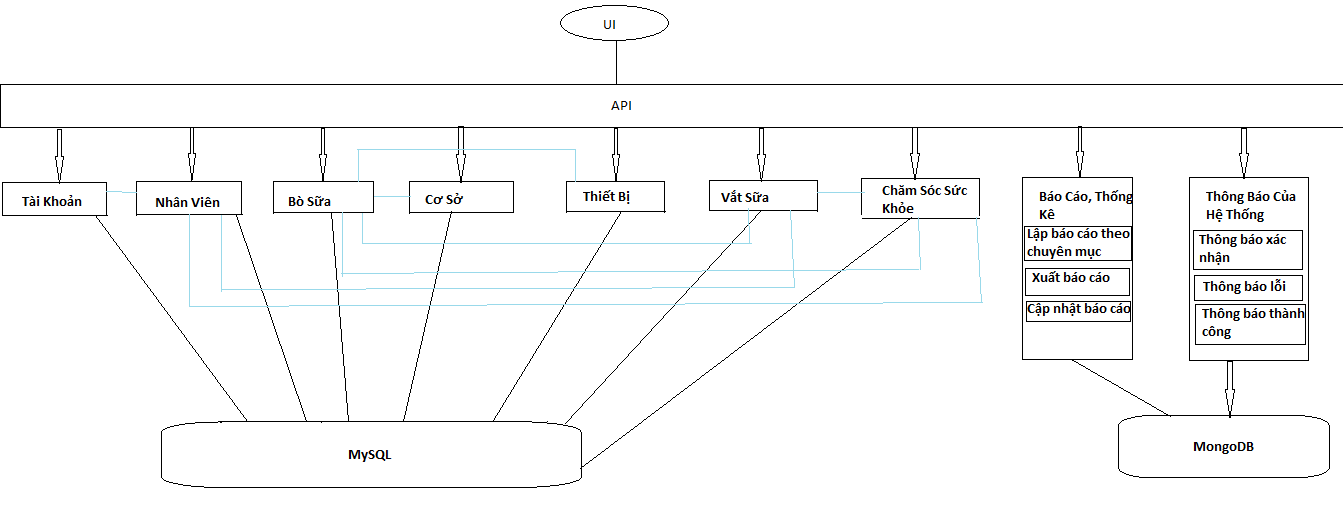 UI
API
Tài Khoản
Nhân Viên
Bò Sữa
Cơ Sở
Thiết Bị
Vắt Sữa
Chăm Sóc Sức
Khỏe
Báo Cáo, Thống
Kê
Lập báo cáo theo
chuyên mục
Xuất báo cáo
Cập nhật báo cáo
Thông Báo Của
Hệ Thống
Thông báo xác
nhận
Thông báo lỗi
Thông báo thành
công
MySQL
MongoDB